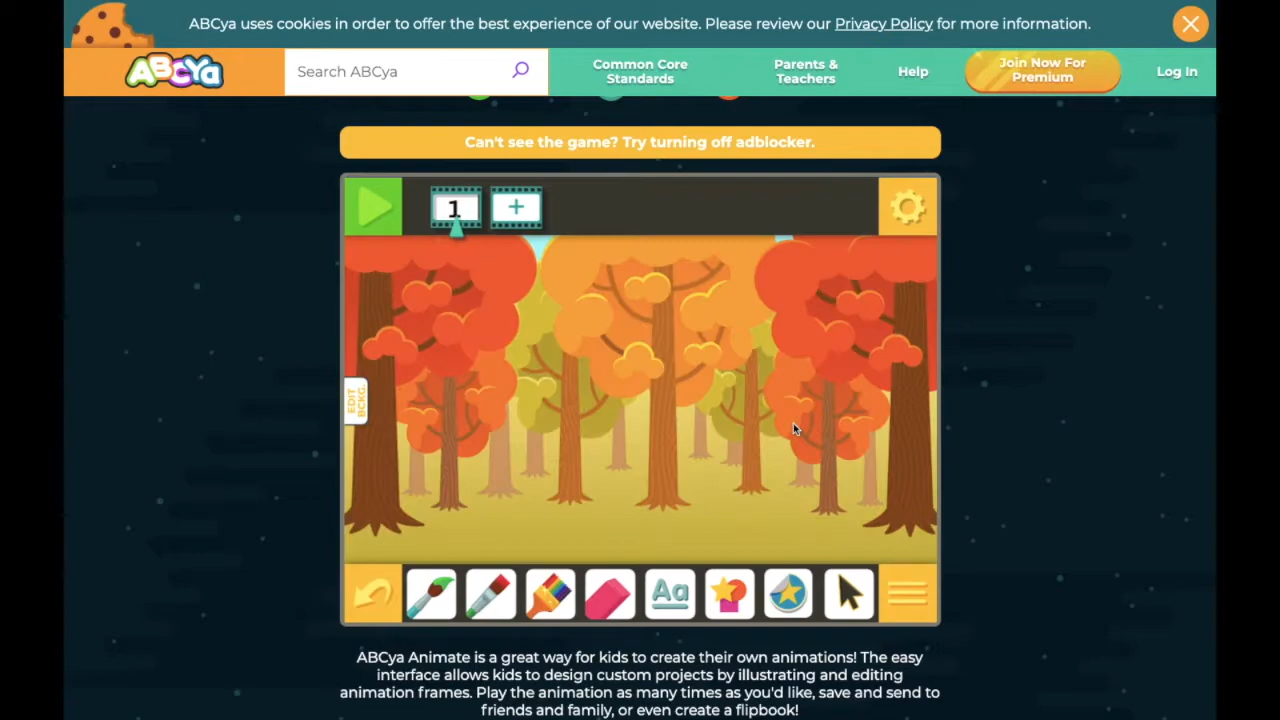 ABCya uses cookies in order to offer the best experience of our website. Please review our Privacy Policy for more information.
ABCYa
Search ABCya
Common Core
Standards
Parents &
Teachers
Help
Join Now For
Premium
Log In
Can't see the game? Try turning off adblocker.
1
+
EDIT
BCKG.
Aa
ABCya Animate is a great way for kids to create their own animations! The easy
interface allows kids to design custom projects by illustrating and editing
animation frames. Play the animation as many times as you'd like, save and send to
friends and family, or even create a flipbook!